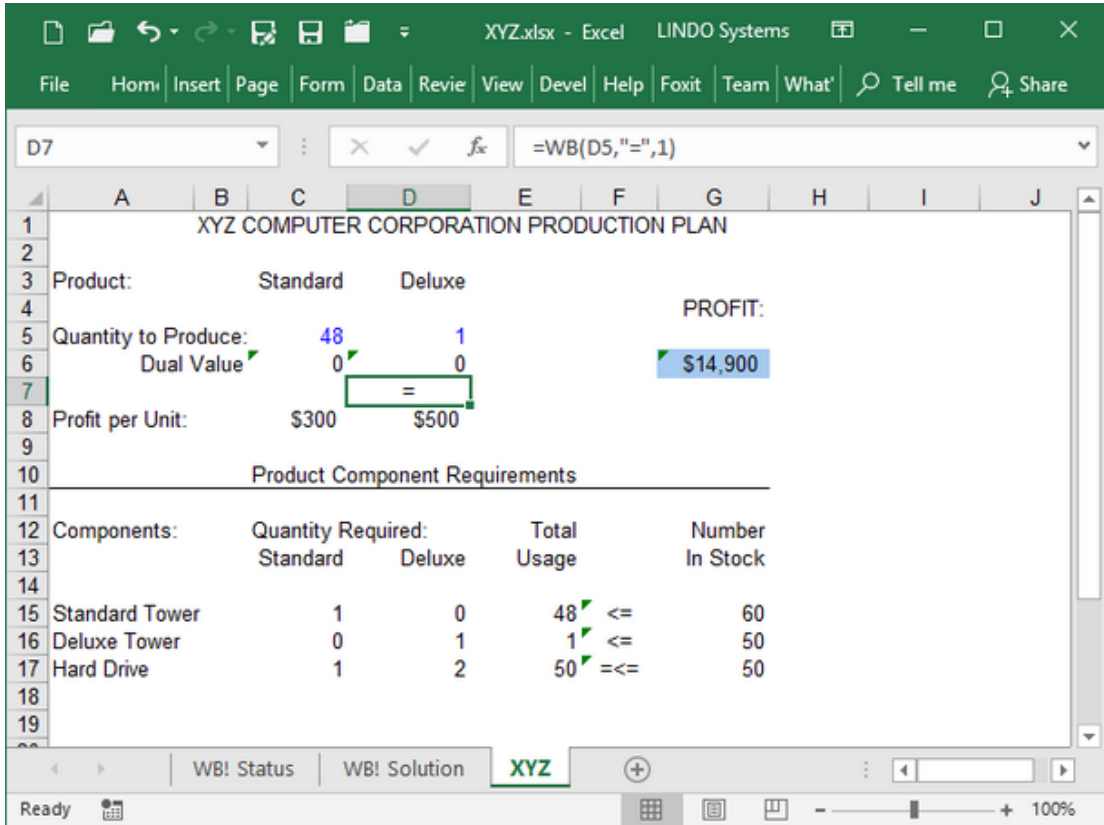 XYZ.xlsx - Excel LINDO Systems
File Hom Insert Page Form Data Revie View Devel Help Foxit Team What' Tell me Share
D7 fx =WB(D5,"=",1)
A B C D E F G H I J
1 XYZ COMPUTER CORPORATION PRODUCTION PLAN
2
3 Product: Standard Deluxe
4 PROFIT:
5 Quantity to Produce: 48 1
6 Dual Value 0 0 $14,900
7 =
8 Profit per Unit: $300 $500
9
10 Product Component Requirements
11
12 Components: Quantity Required: Total Number
13 Standard Deluxe Usage In Stock
14
15 Standard Tower 1 0 48 <= 60
16 Deluxe Tower 0 1 1 <= 50
17 Hard Drive 1 2 50 =<= 50
18
19
WB! Status WB! Solution XYZ
Ready 100%